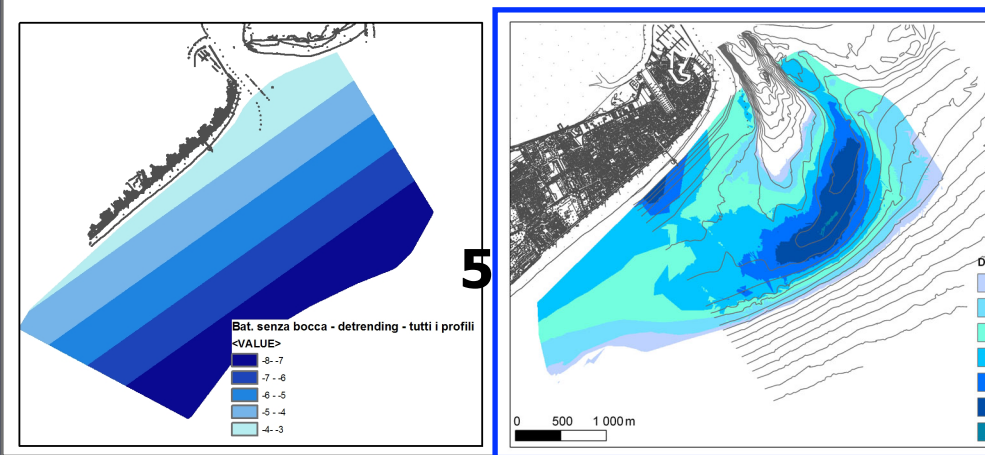 5
Bat. senza bocca - detrending - tutti i profili
<VALUE>
-8- -7
-7 - -6
-6 - -5
-5 - -4
-4- -3
0 500 1 000 m
D